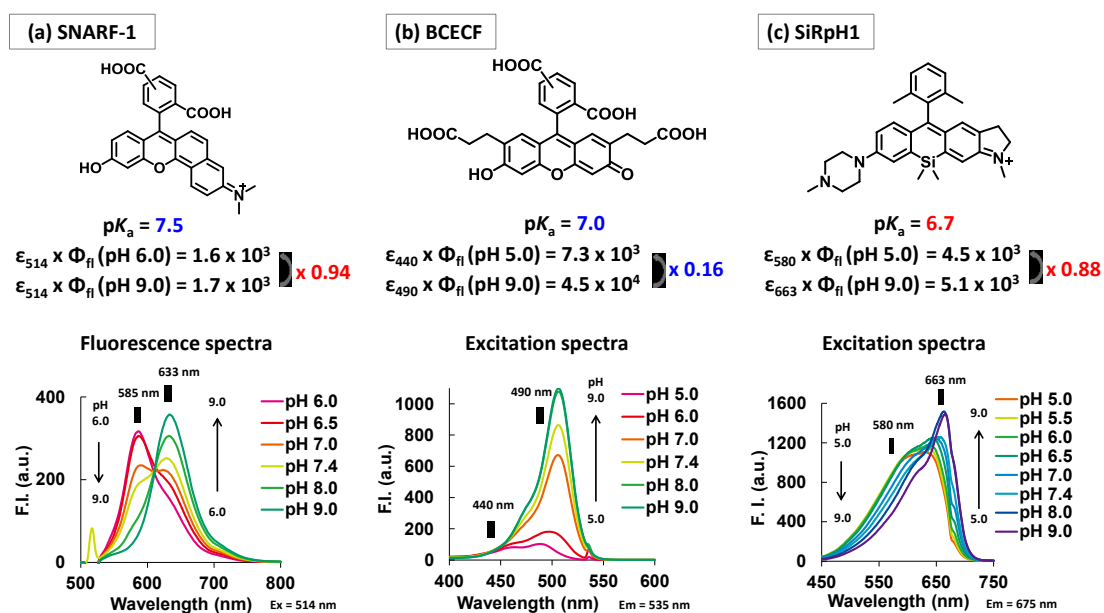 (a) SNARF-1
HOOC
COOH
HO
O
N
+
pKa = 7.5
ε514 x Φfl (pH 6.0) = 1.6 x 10³
ε514 x Φfl (pH 9.0) = 1.7 x 10³
x 0.94
Fluorescence spectra
633 nm
585 nm
pH
6.0
9.0
9.0
6.0
pH 6.0
pH 6.5
pH 7.0
pH 7.4
pH 8.0
pH 9.0
F.I. (a.u.)
400
200
0
500 600 700 800
Wavelength (nm)
Ex = 514 nm
(b) BCECF
HOOC
COOH
HOOC
COOH
HO
O
O
pKa = 7.0
ε440 x Φfl (pH 5.0) = 7.3 x 10³
ε490 x Φfl (pH 9.0) = 4.5 x 10⁴
x 0.16
Excitation spectra
490 nm
440 nm
pH
9.0
5.0
pH 5.0
pH 6.0
pH 7.0
pH 7.4
pH 8.0
pH 9.0
F.I. (a.u.)
1000
800
600
400
200
0
400 450 500 550 600
Wavelength (nm)
Em = 535 nm
(c) SiRpH1
N
N
Si
N
+
pKa = 6.7
ε580 x Φfl (pH 5.0) = 4.5 x 10³
ε663 x Φfl (pH 9.0) = 5.1 x 10³
x 0.88
Excitation spectra
663 nm
580 nm
pH
5.0
9.0
9.0
5.0
pH 5.0
pH 5.5
pH 6.0
pH 6.5
pH 7.0
pH 7.4
pH 8.0
pH 9.0
F. I. (a.u.)
1600
1200
800
400
0
450 550 650 750
Wavelength (nm)
Em = 675 nm